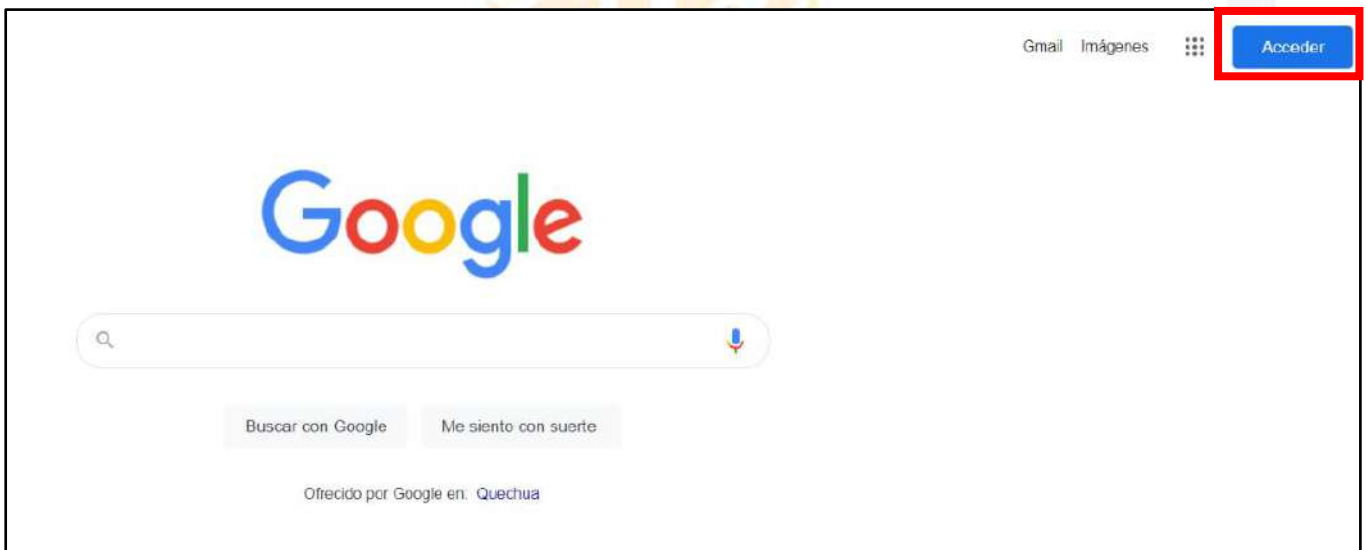 Gmail Imágenes Acceder
Google
Buscar con Google Me siento con suerte
Ofrecido por Google en: Quechua